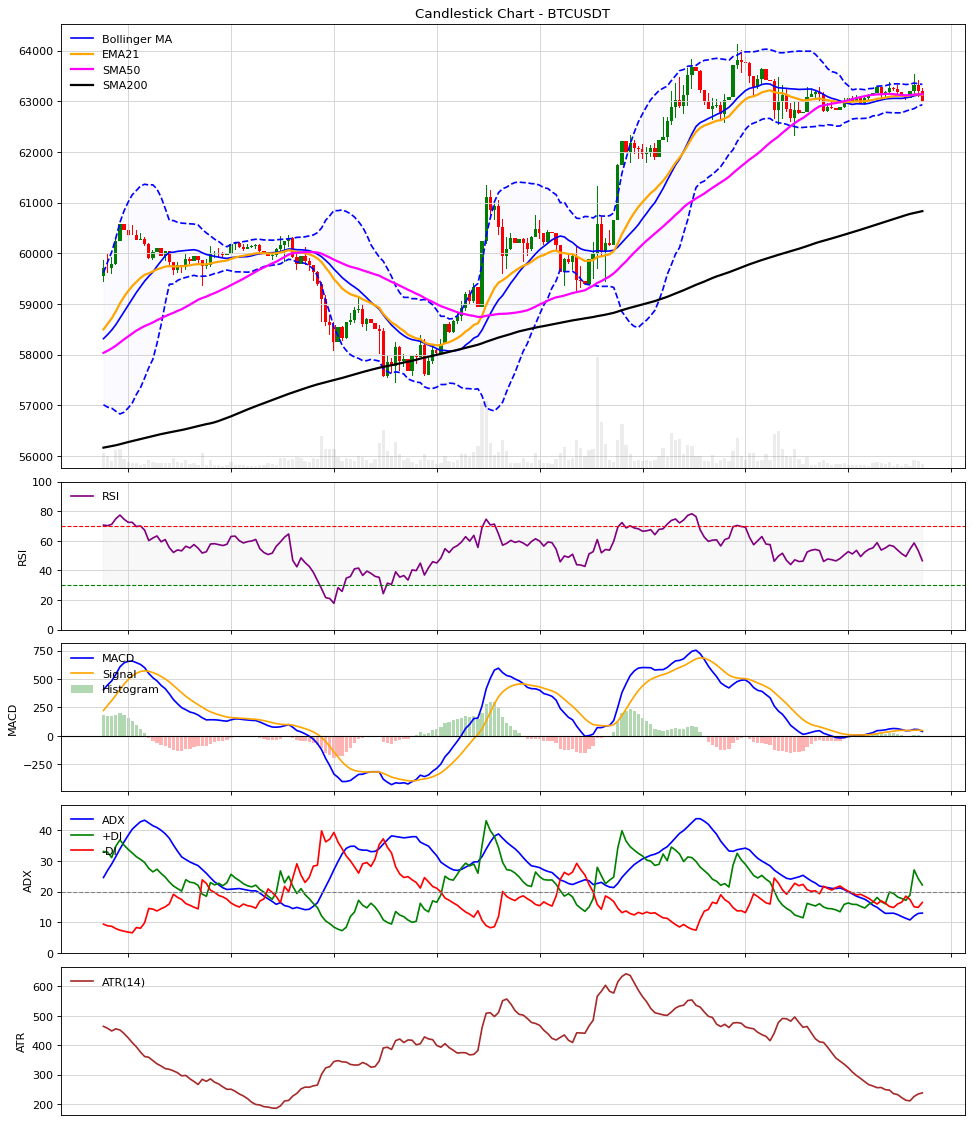 Candlestick Chart - BTCUSDT
Bollinger MA
EMA21
SMA50
SMA200
64000
63000
62000
61000
60000
59000
58000
57000
56000
RSI
100
80
60
40
20
0
RSI
MACD
Signal
Histogram
750
500
250
0
−250
MACD
ADX
+DI
-DI
40
30
20
10
0
ADX
ATR(14)
600
500
400
300
200
ATR